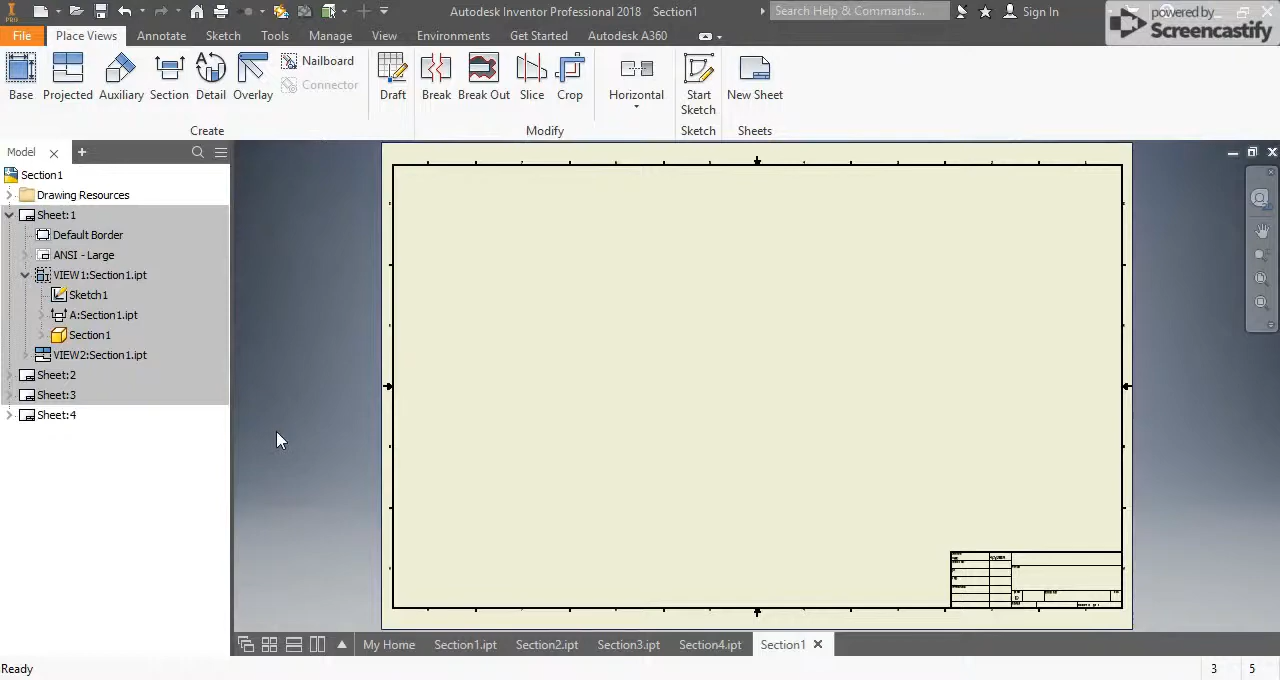 Autodesk Inventor Professional 2018 Section1
Search Help & Commands...
Sign In
powered by
Screencastify
PRO
File
Place Views
Annotate
Sketch
Tools
Manage
View
Environments
Get Started
Autodesk A360
Base
Projected
Auxiliary
Section
Detail
Overlay
Nailboard
Connector
Draft
Break
Break Out
Slice
Crop
Horizontal
Start
Sketch
New Sheet
Create
Modify
Sketch
Sheets
Model
Section1
Drawing Resources
Sheet:1
Default Border
ANSI - Large
VIEW1:Section1.ipt
Sketch1
A:Section1.ipt
Section1
VIEW2:Section1.ipt
Sheet:2
Sheet:3
Sheet:4
My Home
Section1.ipt
Section2.ipt
Section3.ipt
Section4.ipt
Section1
Ready
3
5